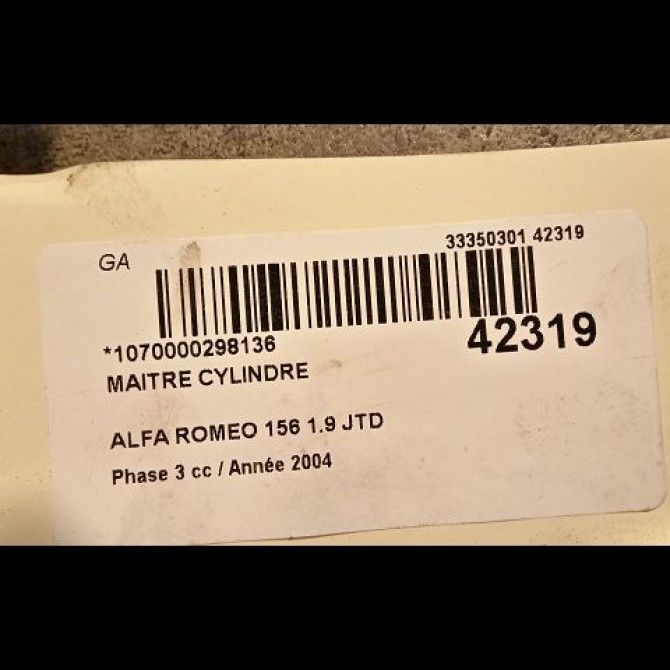 GA
33350301 42319
*1070000298136
42319
MAITRE CYLINDRE
ALFA ROMEO 156 1.9 JTD
Phase 3 cc / Année 2004